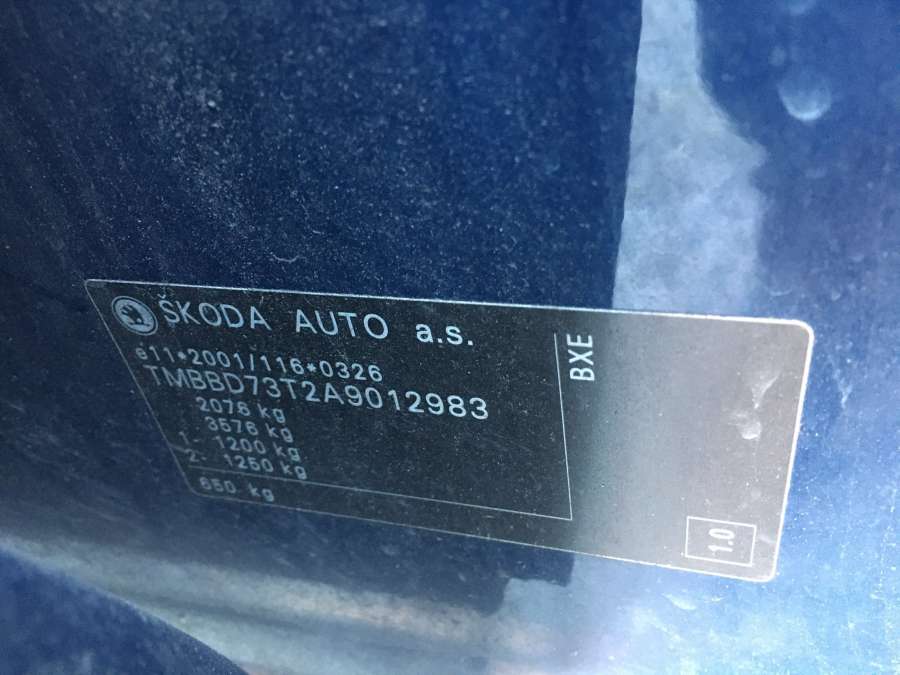 ŠKODA AUTO a.s.
e11*2001/116*0326
TMBBD73T2A9012983
2076 kg
3576 kg
1- 1200 kg
2- 1250 kg
650 kg
BXE
1.0